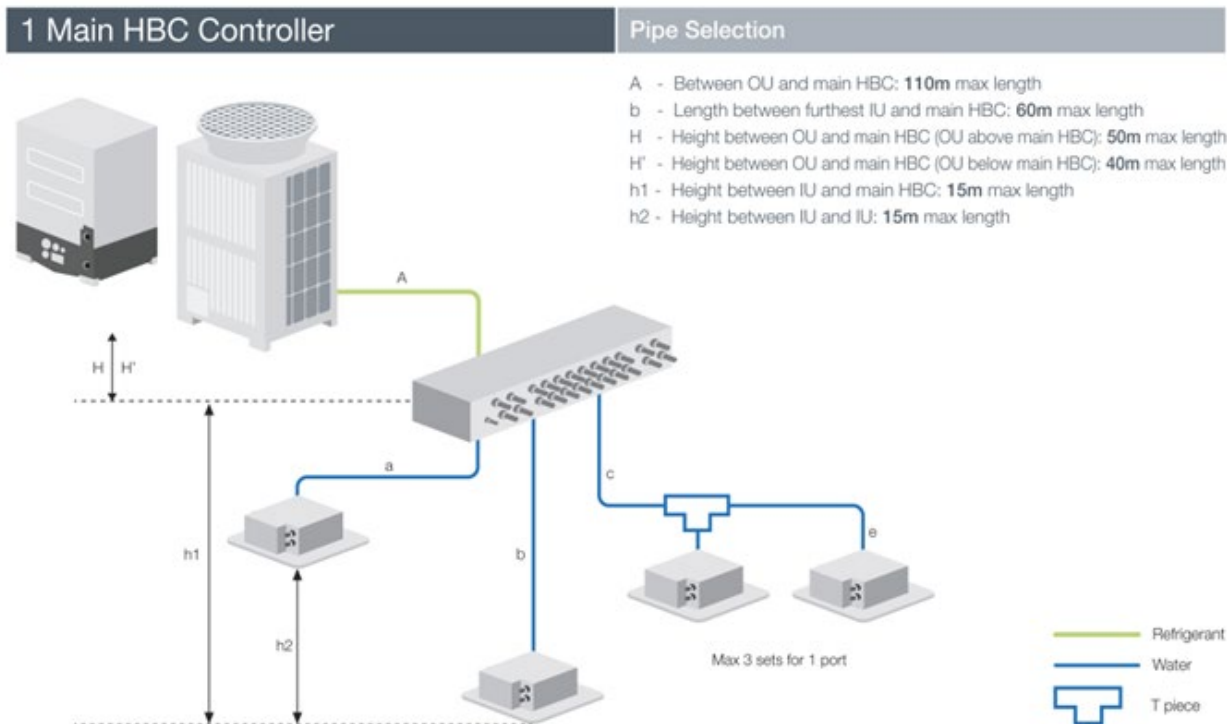 1 Main HBC Controller
Pipe Selection
A - Between OU and main HBC: 110m max length
b - Length between furthest IU and main HBC: 60m max length
H - Height between OU and main HBC (OU above main HBC): 50m max length
H' - Height between OU and main HBC (OU below main HBC): 40m max length
h1 - Height between IU and main HBC: 15m max length
h2 - Height between IU and IU: 15m max length
A
H H'
a
c
h1
b
e
h2
Max 3 sets for 1 port
Refrigerant
Water
T piece